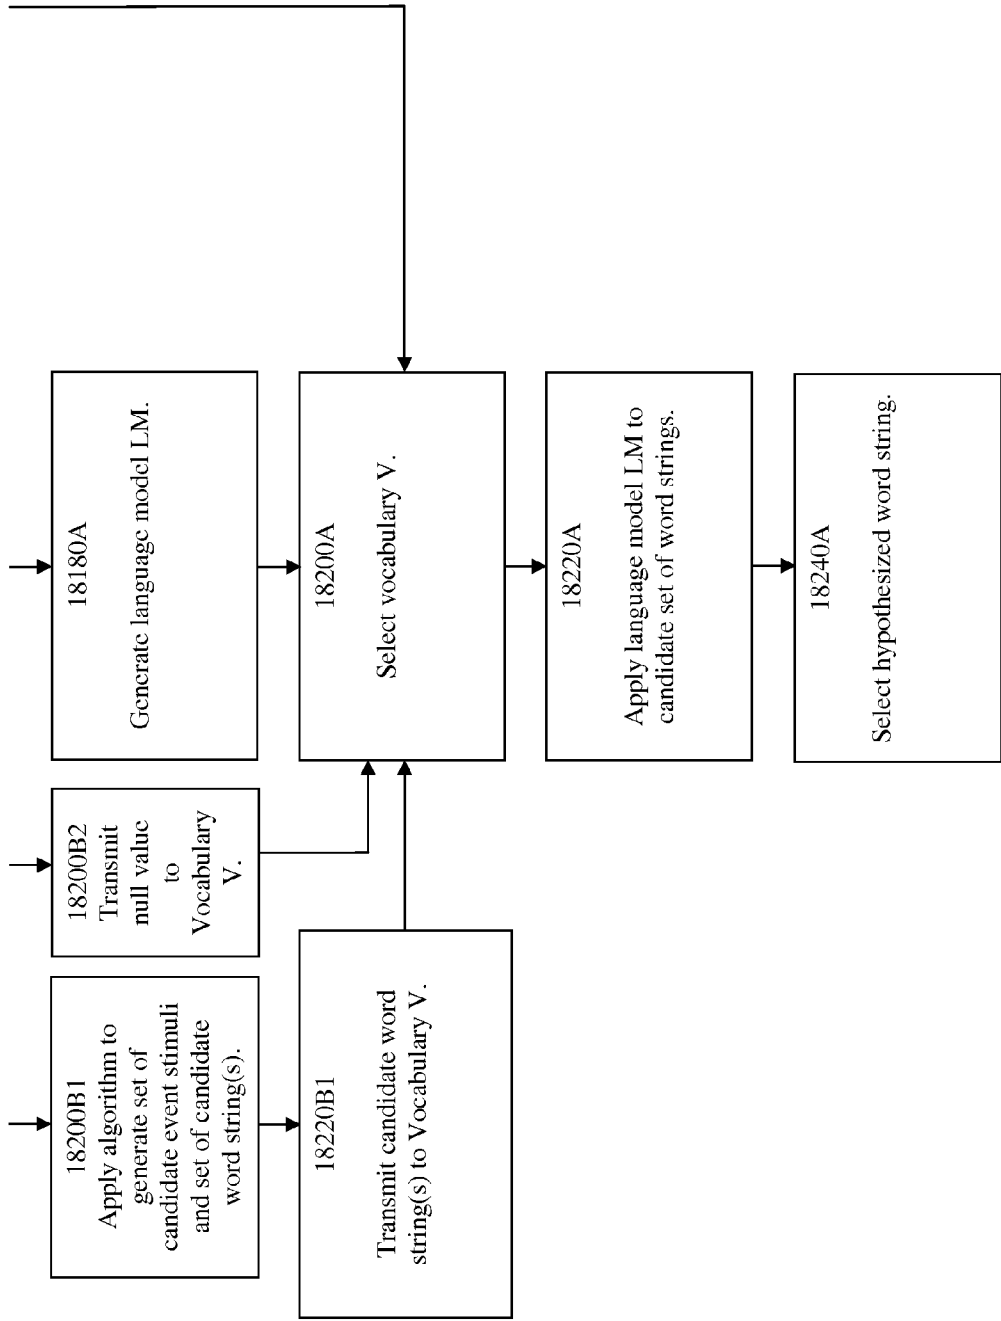 18200B1
Apply algorithm to
generate set of
candidate event stimuli
and set of candidate
word string(s).
18200B2
Transmit
null value
to
Vocabulary
V.
18180A
Generate language model LM.
18220B1
Transmit candidate word
string(s) to Vocabulary V.
18200A
Select vocabulary V.
18220A
Apply language model LM to
candidate set of word strings.
18240A
Select hypothesized word string.